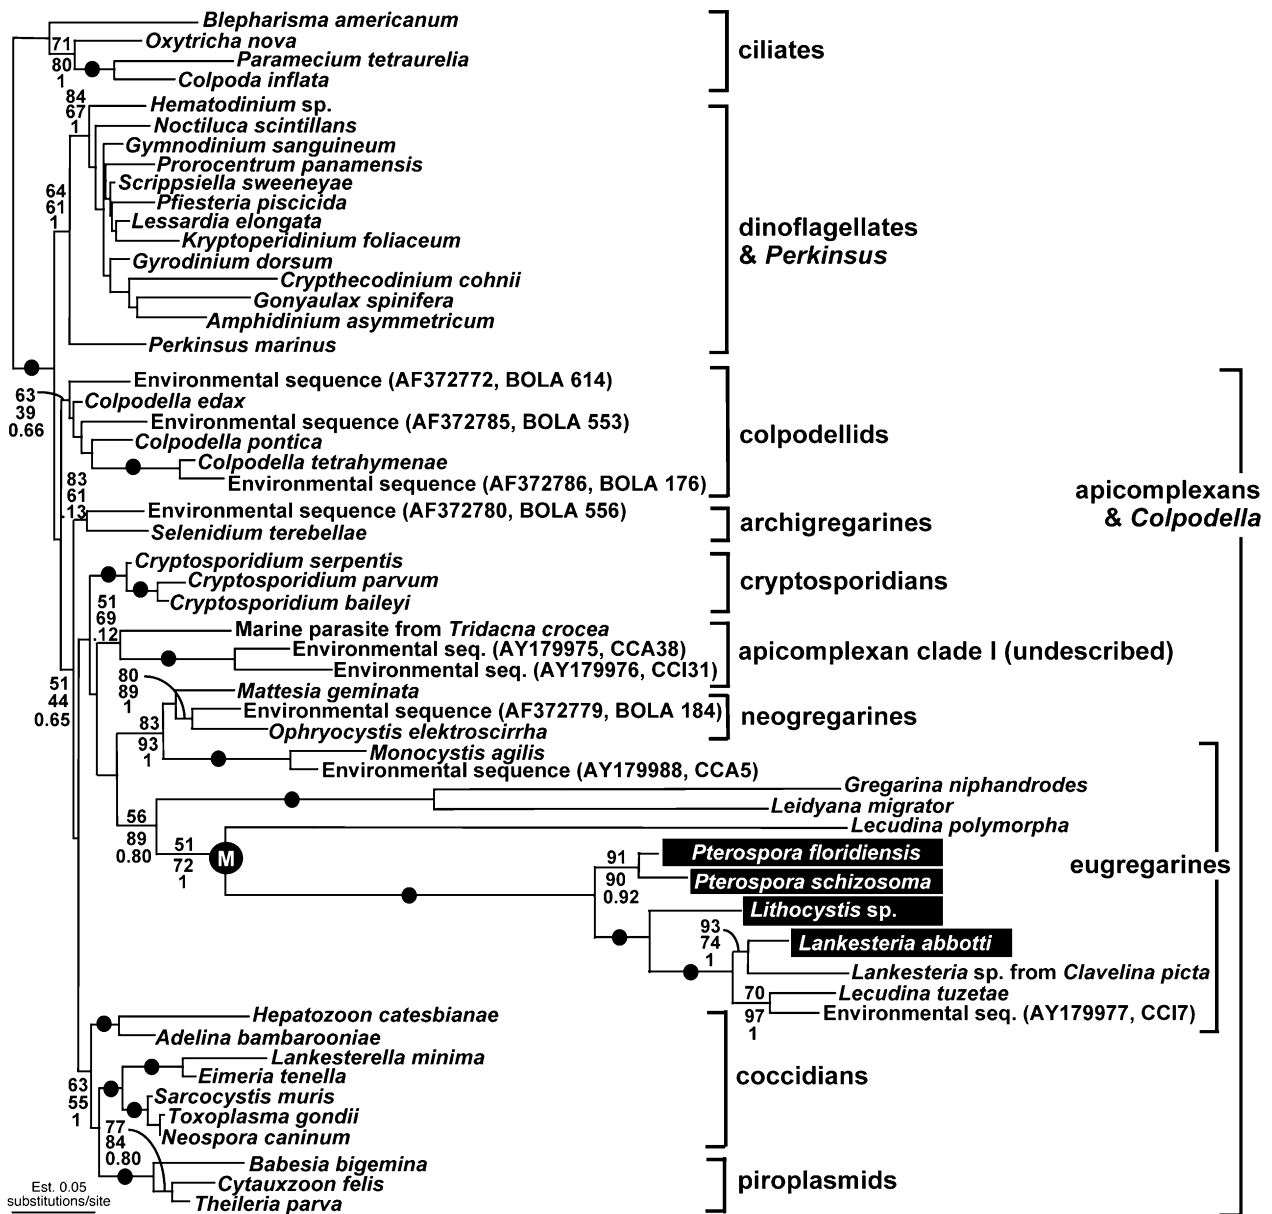 Blepharisma americanum
71
Oxytricha nova
ciliates
80
Paramecium tetraurelia
1
Colpoda inflata
84
67
Hematodinium sp.
1
Noctiluca scintillans
Gymnodinium sanguineum
Prorocentrum panamensis
64
Scrippsiella sweeneyae
61
Pfiesteria piscicida
1
Lessardia elongata
dinoflagellates
& Perkinsus
Kryptoperidinium foliaceum
Gyrodinium dorsum
Crypthecodinium cohnii
Gonyaulax spinifera
Amphidinium asymmetricum
Perkinsus marinus
Environmental sequence (AF372772, BOLA 614)
63
39
0.66
Colpodella edax
Environmental sequence (AF372785, BOLA 553)
colpodellids
Colpodella pontica
Colpodella tetrahymenae
Environmental sequence (AF372786, BOLA 176)
apicomplexans
& Colpodella
83
61
.13
Environmental sequence (AF372780, BOLA 556)
archigregarines
Selenidium terebellae
Cryptosporidium serpentis
Cryptosporidium parvum
cryptosporidians
Cryptosporidium baileyi
51
69
.12
Marine parasite from Tridacna crocea
Environmental seq. (AY179975, CCA38)
apicomplexan clade I (undescribed)
Environmental seq. (AY179976, CCI31)
51
44
0.65
80
89
1
Mattesia geminata
Environmental sequence (AF372779, BOLA 184)
neogregarines
Ophryocystis elektroscirrha
83
93
1
Monocystis agilis
Environmental sequence (AY179988, CCA5)
Gregarina niphandrodes
Leidyana migrator
56
89
0.80
Lecudina polymorpha
51
72
1
M
eugregarines
91
90
0.92
Pterospora floridiensis
Pterospora schizosoma
Lithocystis sp.
93
74
1
Lankesteria abbotti
Lankesteria sp. from Clavelina picta
70
97
1
Lecudina tuzetae
Environmental seq. (AY179977, CCI7)
Hepatozoon catesbianae
Adelina bambarooniae
Lankesterella minima
coccidians
63
55
1
Eimeria tenella
Sarcocystis muris
Toxoplasma gondii
Neospora caninum
77
84
0.80
Babesia bigemina
piroplasmids
Cytauxzoon felis
Theileria parva
Est. 0.05
substitutions/site